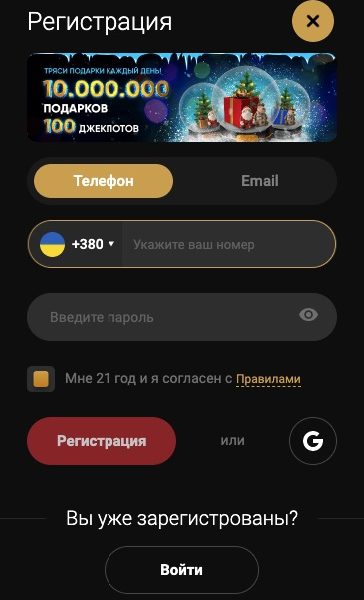 Регистрация
ТРЯСИ ПОДАРКИ КАЖДЫЙ ДЕНЬ!
10.000.000
ПОДАРКОВ
100 ДЖЕКПОТОВ
Телефон
Email
+380
Укажите ваш номер
Введите пароль
Мне 21 год и я согласен с Правилами
Регистрация
или
G
Вы уже зарегистрированы?
Войти